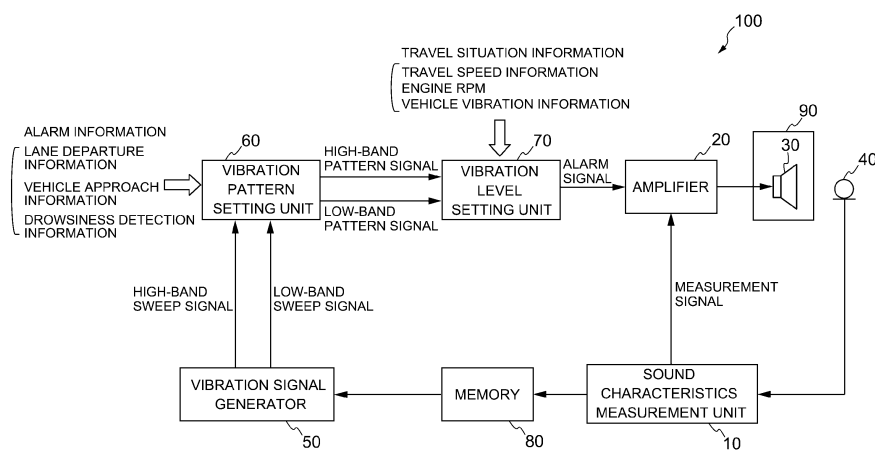 100
TRAVEL SITUATION INFORMATION
TRAVEL SPEED INFORMATION
ENGINE RPM
VEHICLE VIBRATION INFORMATION
ALARM INFORMATION
LANE DEPARTURE
INFORMATION
VEHICLE APPROACH
INFORMATION
DROWSINESS DETECTION
INFORMATION
60
VIBRATION
PATTERN
SETTING UNIT
HIGH-BAND
PATTERN SIGNAL
LOW-BAND
PATTERN SIGNAL
70
VIBRATION
LEVEL
SETTING UNIT
ALARM
SIGNAL
20
AMPLIFIER
90
30
40
HIGH-BAND
SWEEP SIGNAL
LOW-BAND
SWEEP SIGNAL
MEASUREMENT
SIGNAL
VIBRATION SIGNAL
GENERATOR
50
MEMORY
80
SOUND
CHARACTERISTICS
MEASUREMENT UNIT
10